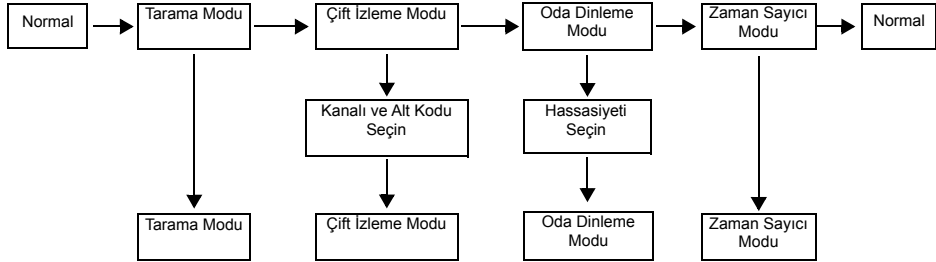 Normal
Tarama Modu
Çift İzleme Modu
Oda Dinleme
Modu
Zaman Sayıcı
Modu
Normal
Kanalı ve Alt Kodu
Seçin
Hassasiyeti
Seçin
Tarama Modu
Çift İzleme Modu
Oda Dinleme
Modu
Zaman Sayıcı
Modu